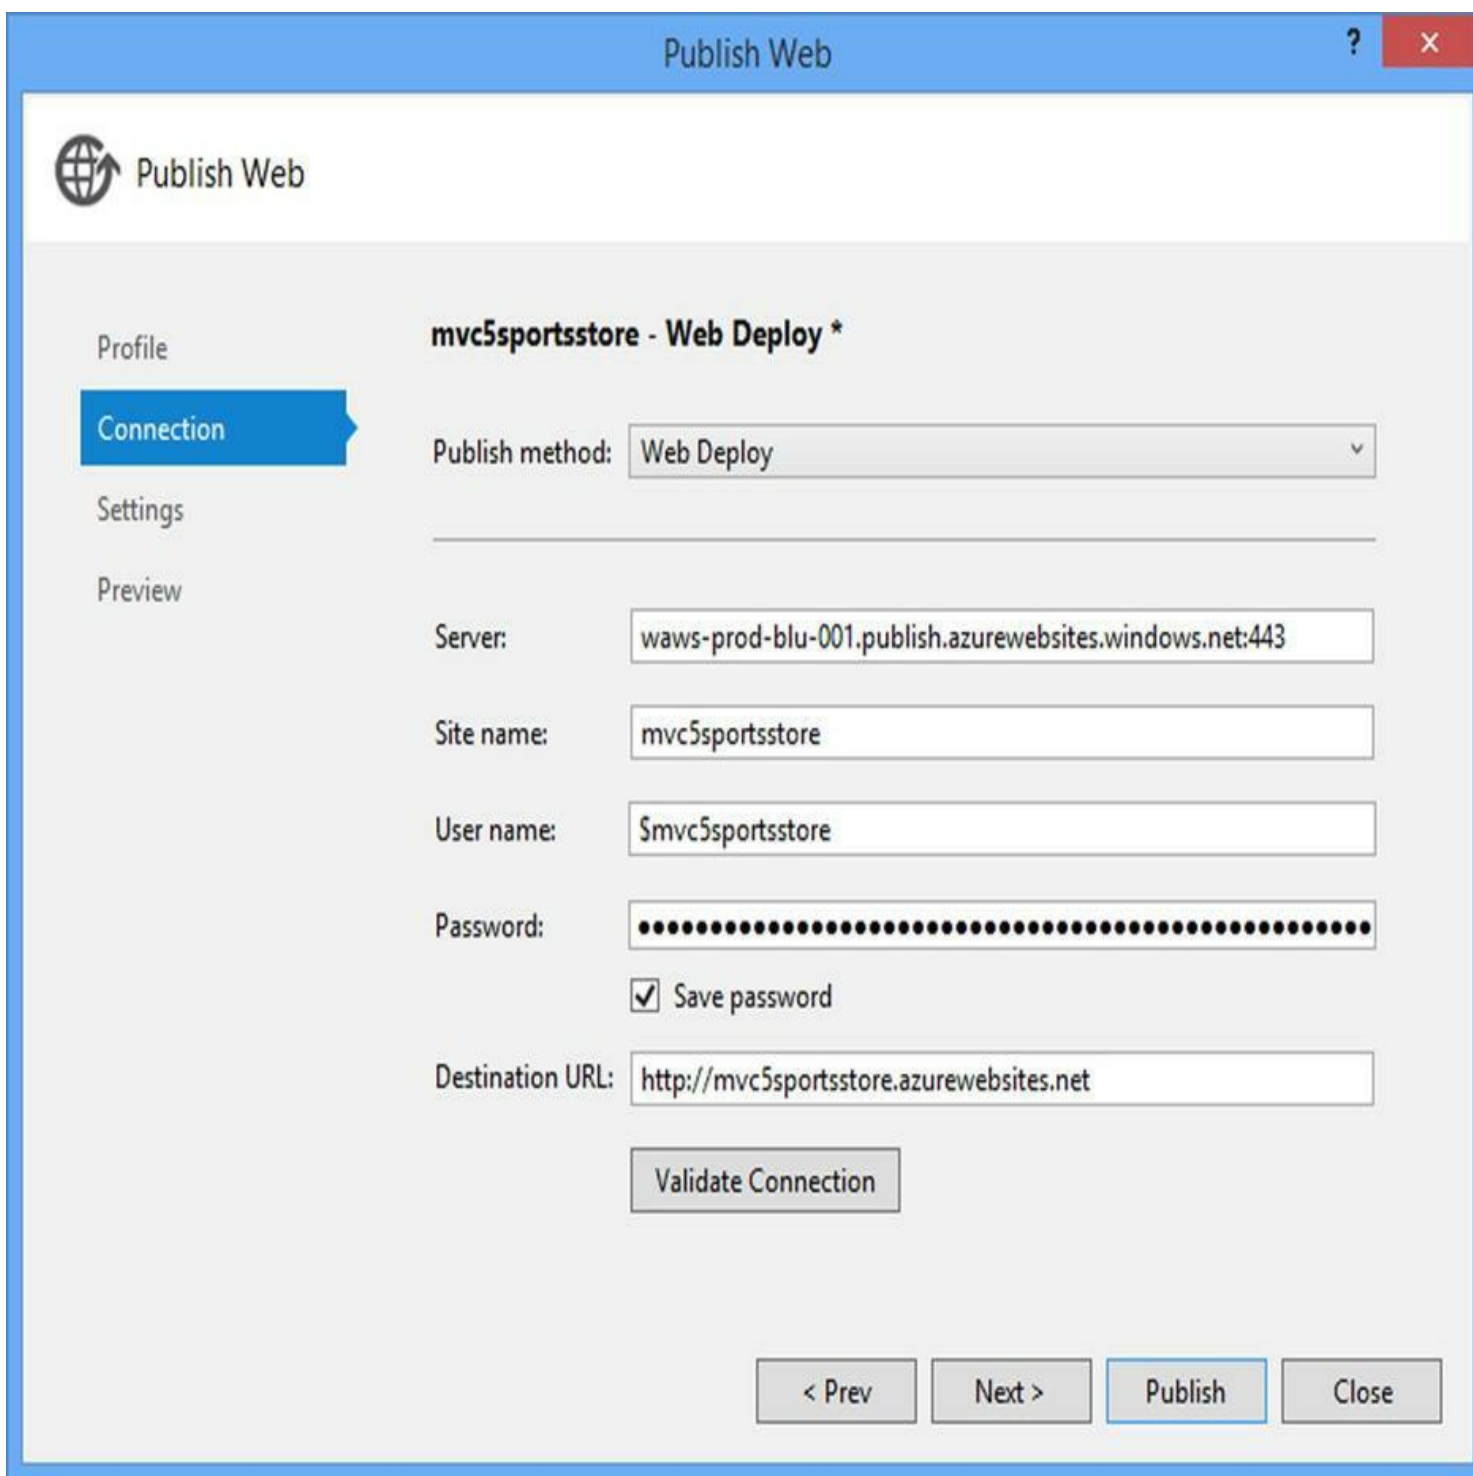 Publish Web
? x
Publish Web
Profile
Connection
Settings
Preview
mvc5sportsstore - Web Deploy *
Publish method: Web Deploy
Server: waws-prod-blu-001.publish.azurewebsites.windows.net:443
Site name: mvc5sportsstore
User name: $mvc5sportsstore
Password: ●●●●●●●●●●●●●●●●●●●●●●●●●●●●●●●●●●●●●●●●●●●●●●●●●●●
Save password
Destination URL: http://mvc5sportsstore.azurewebsites.net
Validate Connection
< Prev Next > Publish Close